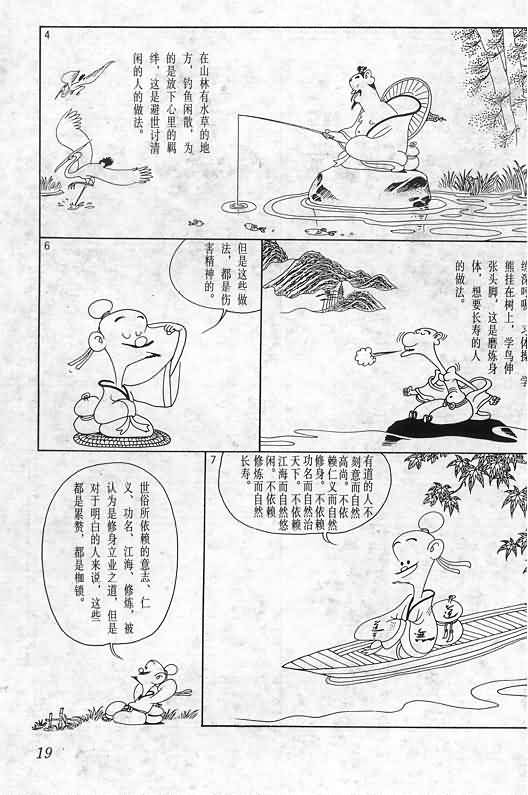 4
在山林有水草的地
方，钓鱼闲散，为
的是放下心里的羁
绊，这是避世讨清
闲的人的做法。
学
熊挂在树上，学鸟伸
张头脚，这是磨炼身
体，想要长寿的人
的做法。
6
但是这些做
法，都是伤
害精神的。
7
有道的人不
刻意而自然
高尚。不依
赖仁义而自然
修身。不依赖
功名而自然治
天下。不依赖
江海而自然悠
闲。不依赖
修炼而自然
长寿。
無
世俗所依赖的意志、仁
义、功名、江海、修炼，被
认为是修身立业之道，但是
对于明白的人来说，这些
都是累赘，都是枷锁。
19